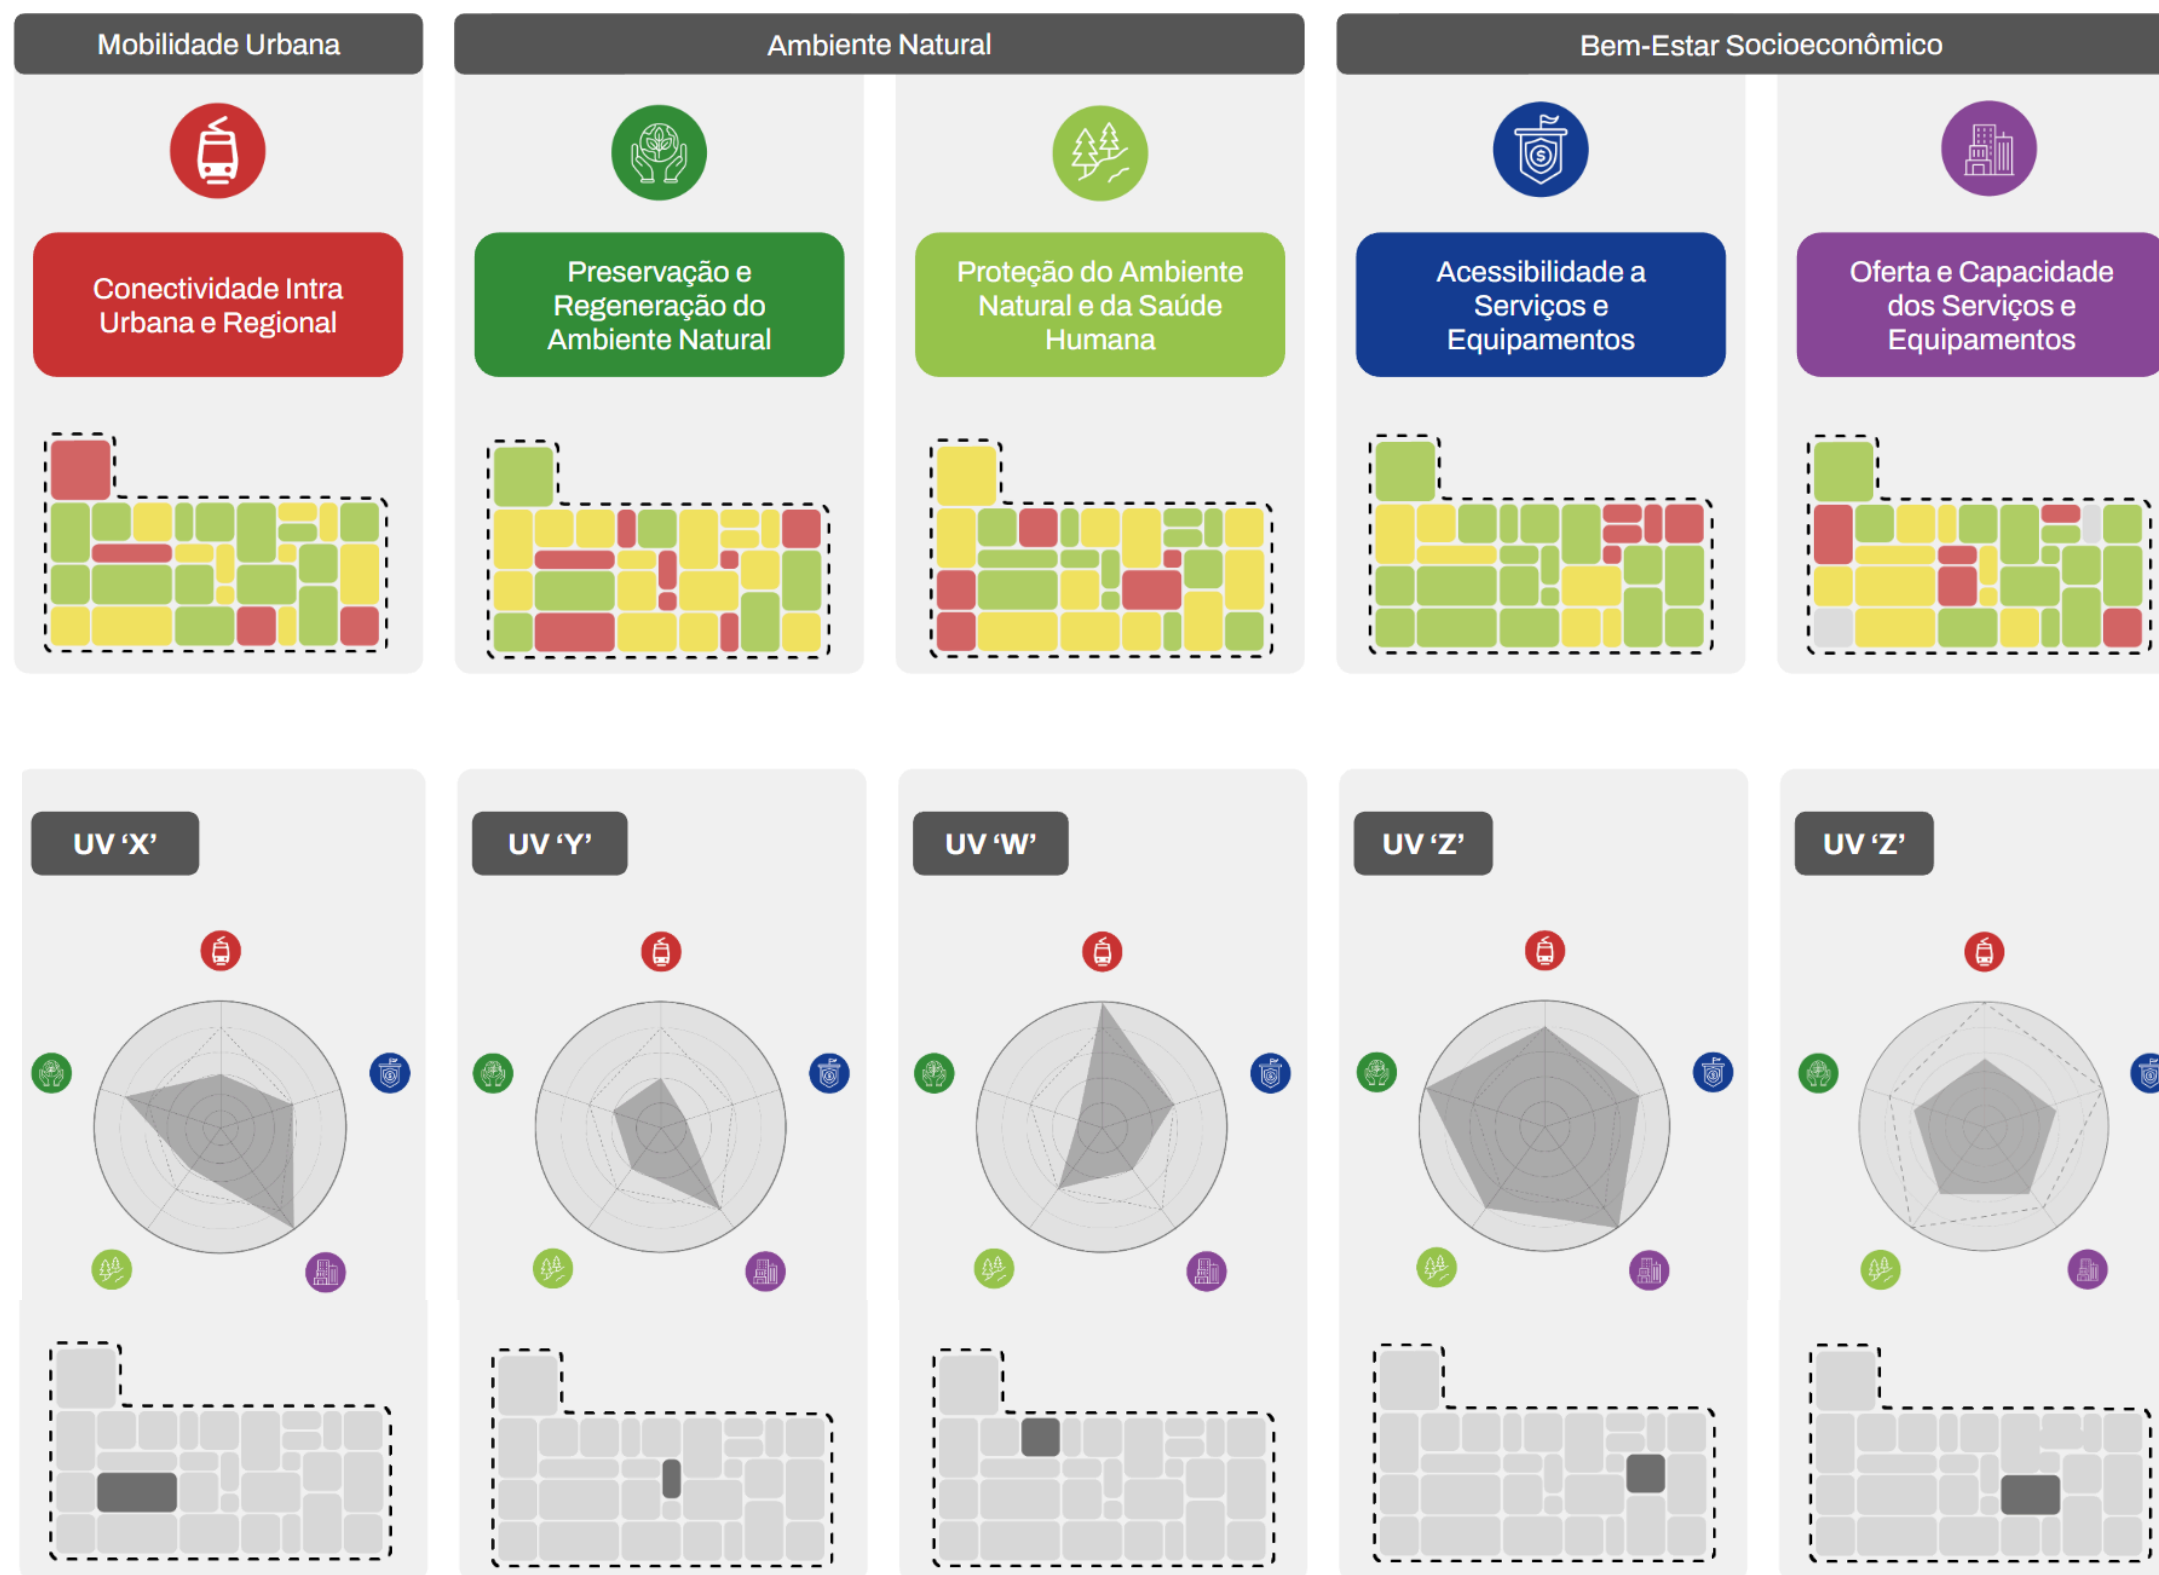 Mobilidade Urbana
Ambiente Natural
Bem-Estar Socioeconômico
Conectividade Intra
Urbana e Regional
Preservação e
Regeneração do
Ambiente Natural
Proteção do Ambiente
Natural e da Saúde
Humana
Acessibilidade a
Serviços e
Equipamentos
Oferta e Capacidade
dos Serviços e
Equipamentos
UV ‘X’
UV ‘Y’
UV ‘W’
UV ‘Z’
UV ‘Z’